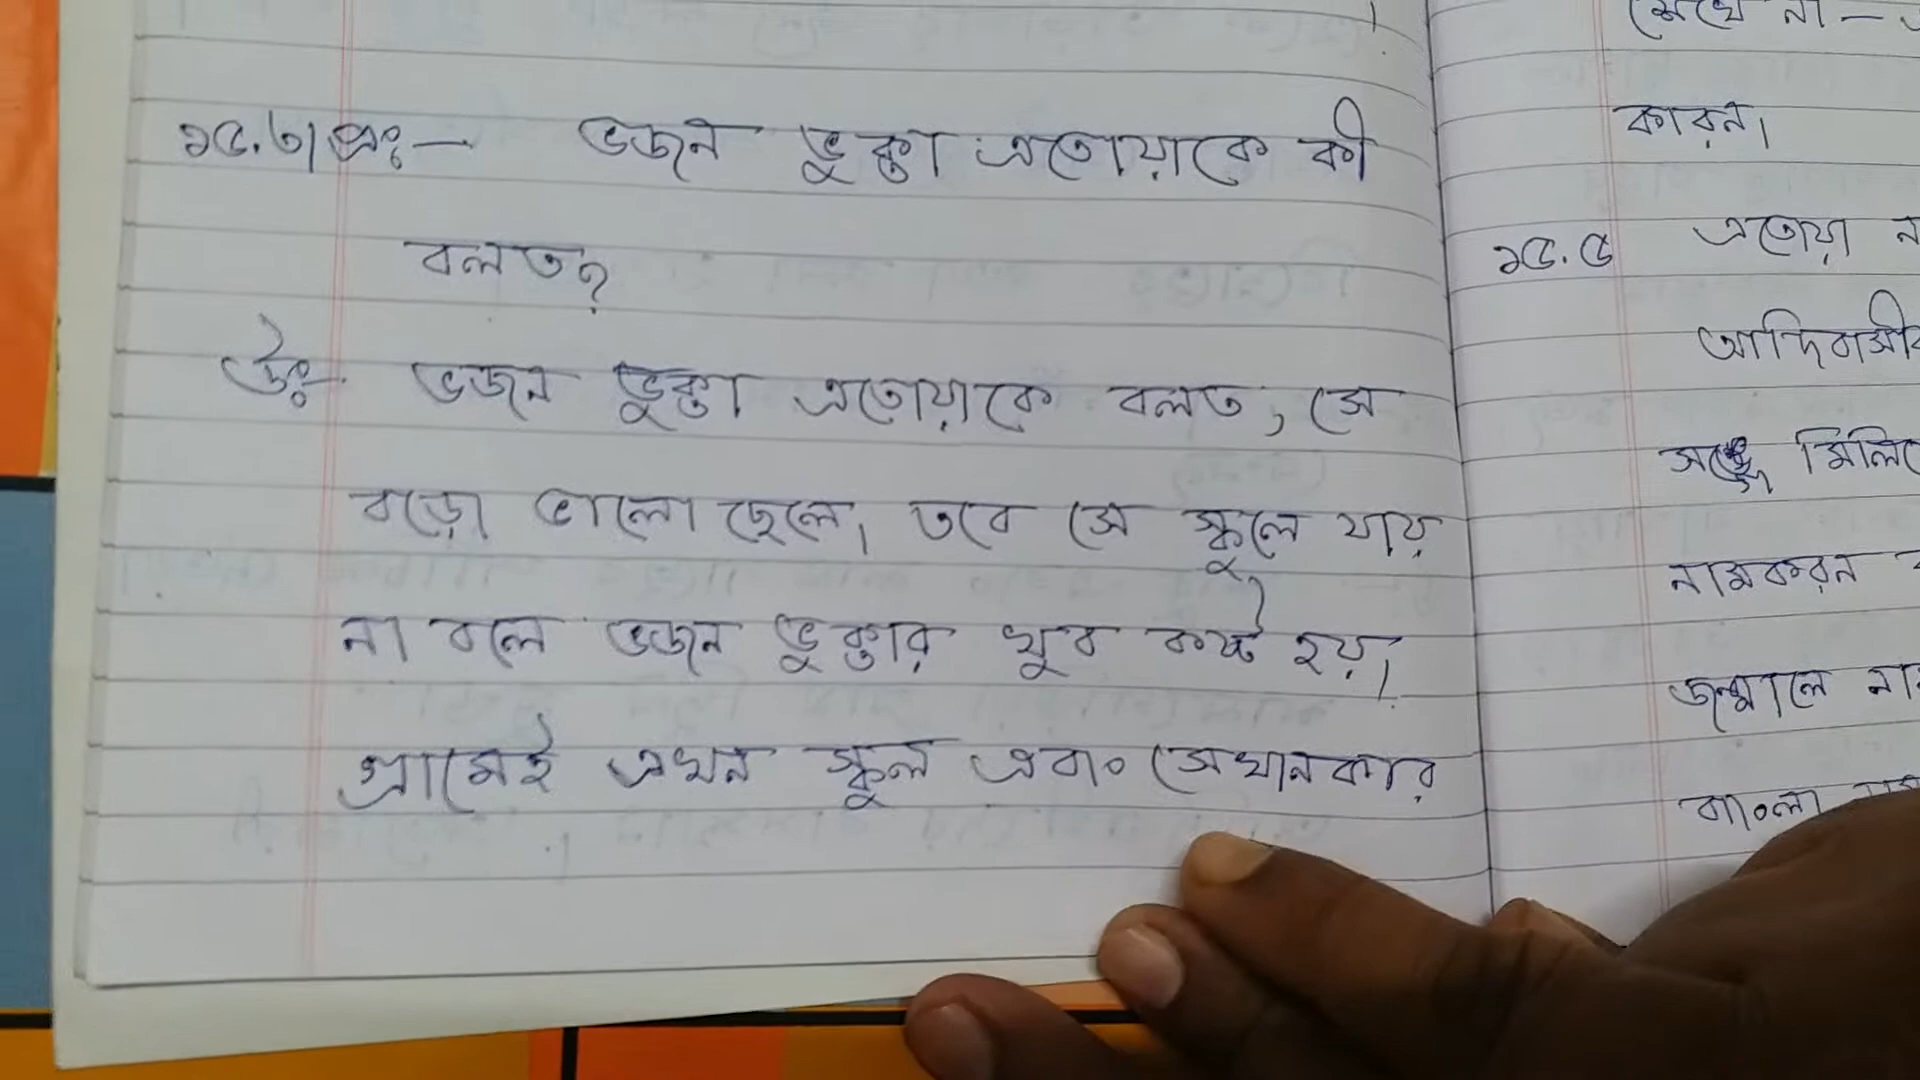 ১৫.৩। প্রঃ— ভজন ভুক্তা এতোয়াকে কী
বলত?
উঃ- ভজন ভুক্তা এতোয়াকে বলত, সে
বড়ো ভালো ছেলে। তবে সে স্কুলে যায়
না বলে ভজন ভুক্তার খুব কষ্ট হয়।
গ্রামেই এখন স্কুল এবং সেখানকার
না —
কারন।
১৫.৫ এতোয়া
আদিবাসী
সঙ্গে
নামকরন
জন্মালে
বাংলা